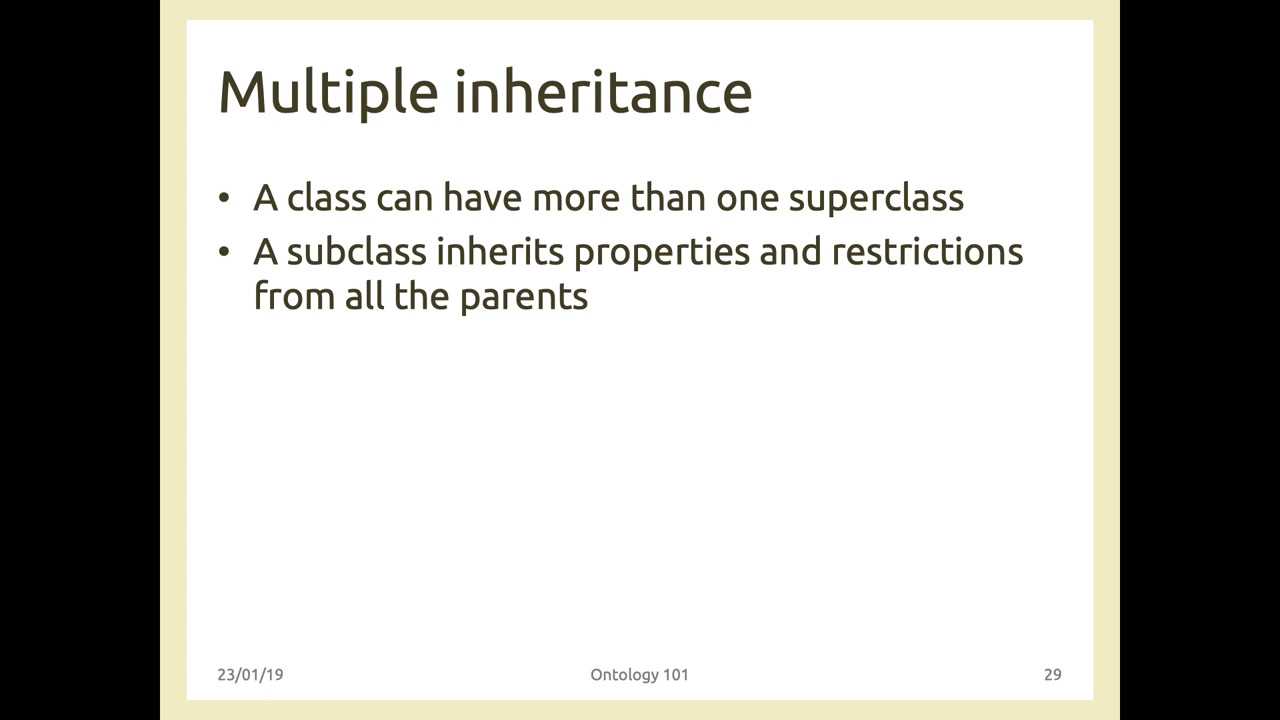 Multiple inheritance
• A class can have more than one superclass
• A subclass inherits properties and restrictions
from all the parents
23/01/19
Ontology 101
29